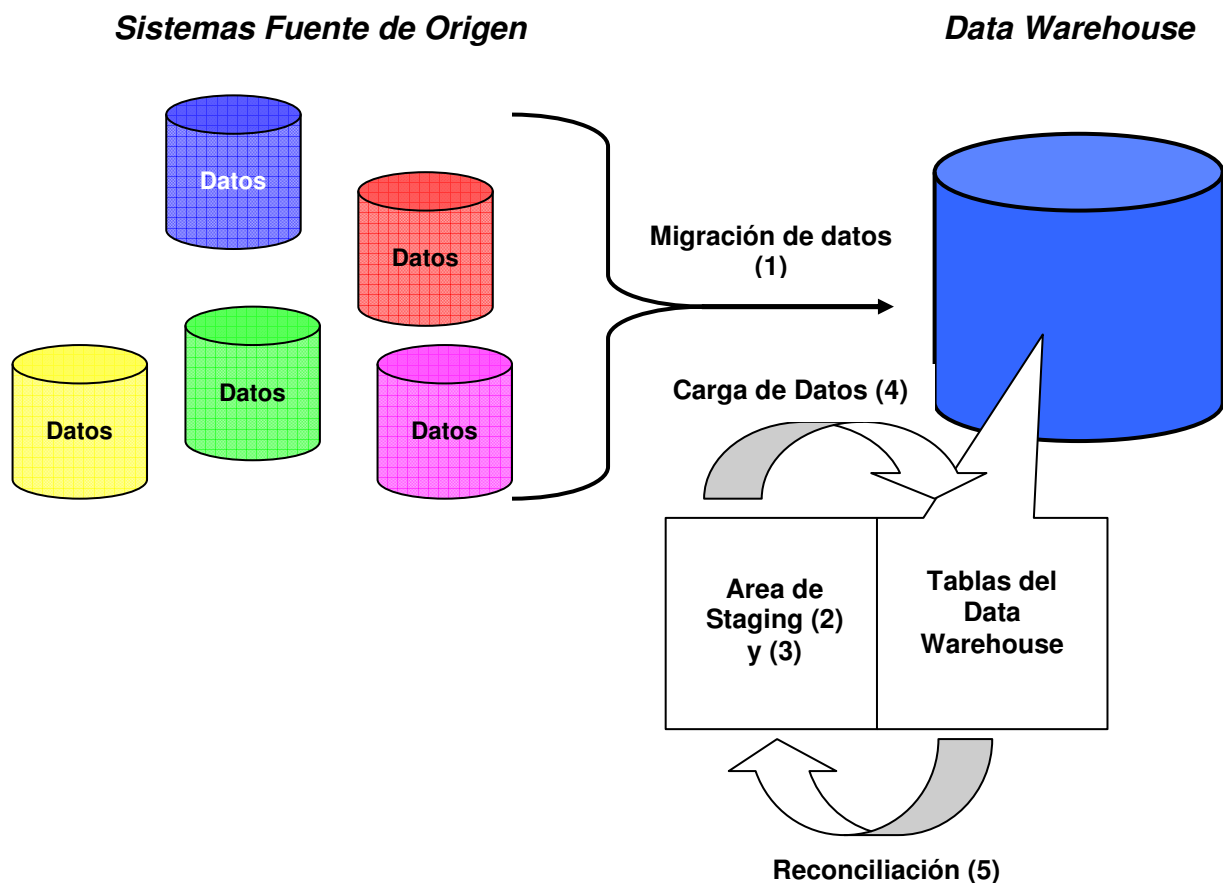 Sistemas Fuente de Origen
Data Warehouse
Datos
Datos
Datos
Datos
Datos
Migración de datos
(1)
Carga de Datos (4)
Area de
Staging (2)
y (3)
Tablas del
Data
Warehouse
Reconciliación (5)